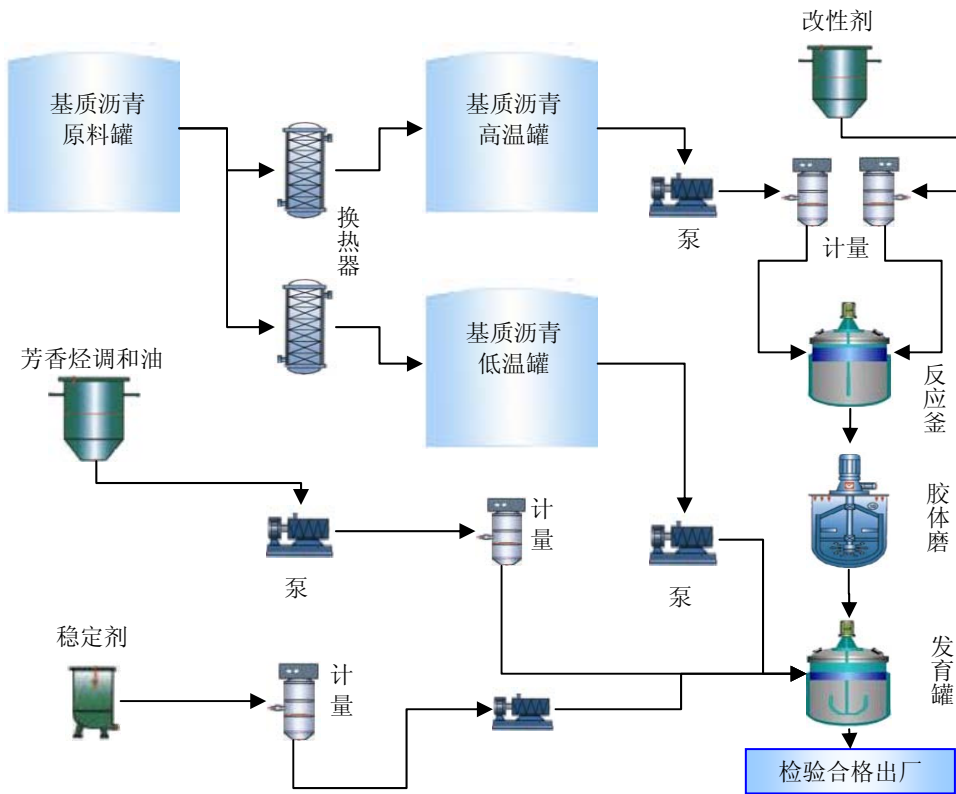 改性剂
基质沥青
原料罐
基质沥青
高温罐
换热器
泵
计量
基质沥青
低温罐
芳香烃调和油
反应釜
胶体磨
计量
泵
泵
稳定剂
计量
发育罐
检验合格出厂